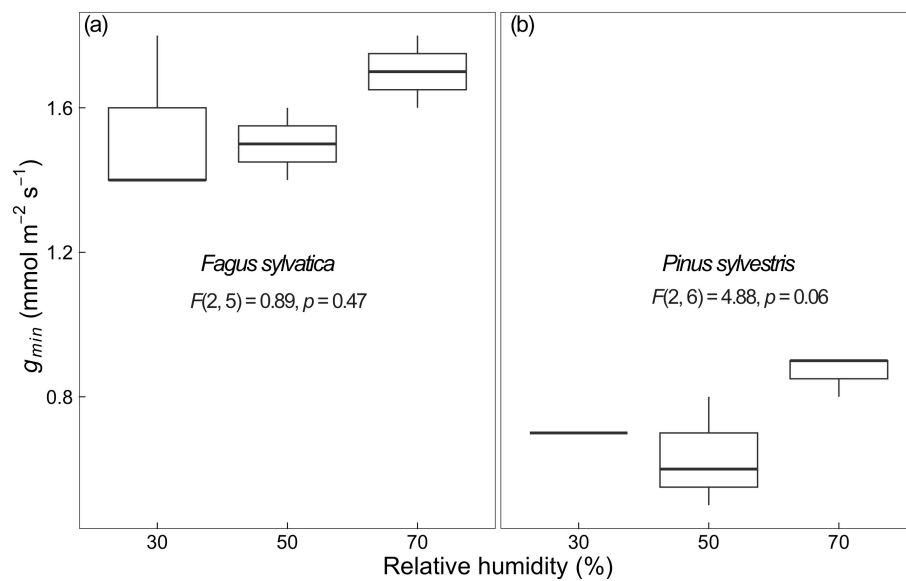 (a)
(b)
g_min (mmol m⁻² s⁻¹)
1.6
1.2
0.8
Fagus sylvatica
F(2, 5) = 0.89, p = 0.47
Pinus sylvestris
F(2, 6) = 4.88, p = 0.06
30 50 70 30 50 70
Relative humidity (%)